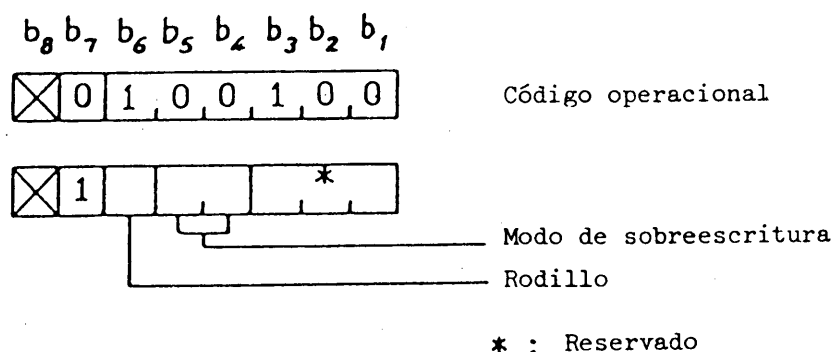 b8 b7 b6 b5 b4 b3 b2 b1
0 1 0 0 1 0 0 Código operacional
1 *
Modo de sobreescritura
Rodillo
* : Reservado